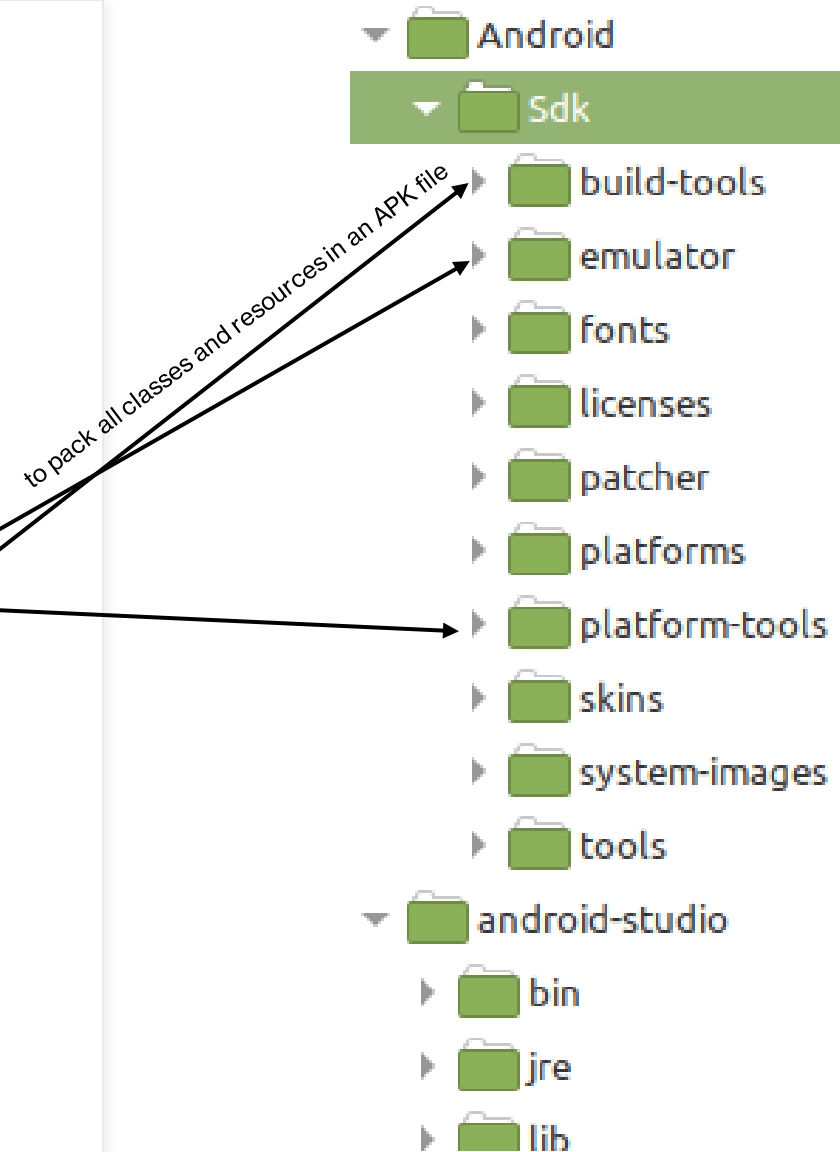 Android
Sdk
to pack all classes and resources in an APK file
build-tools
emulator
fonts
licenses
patcher
platforms
platform-tools
skins
system-images
tools
android-studio
bin
jre
lib